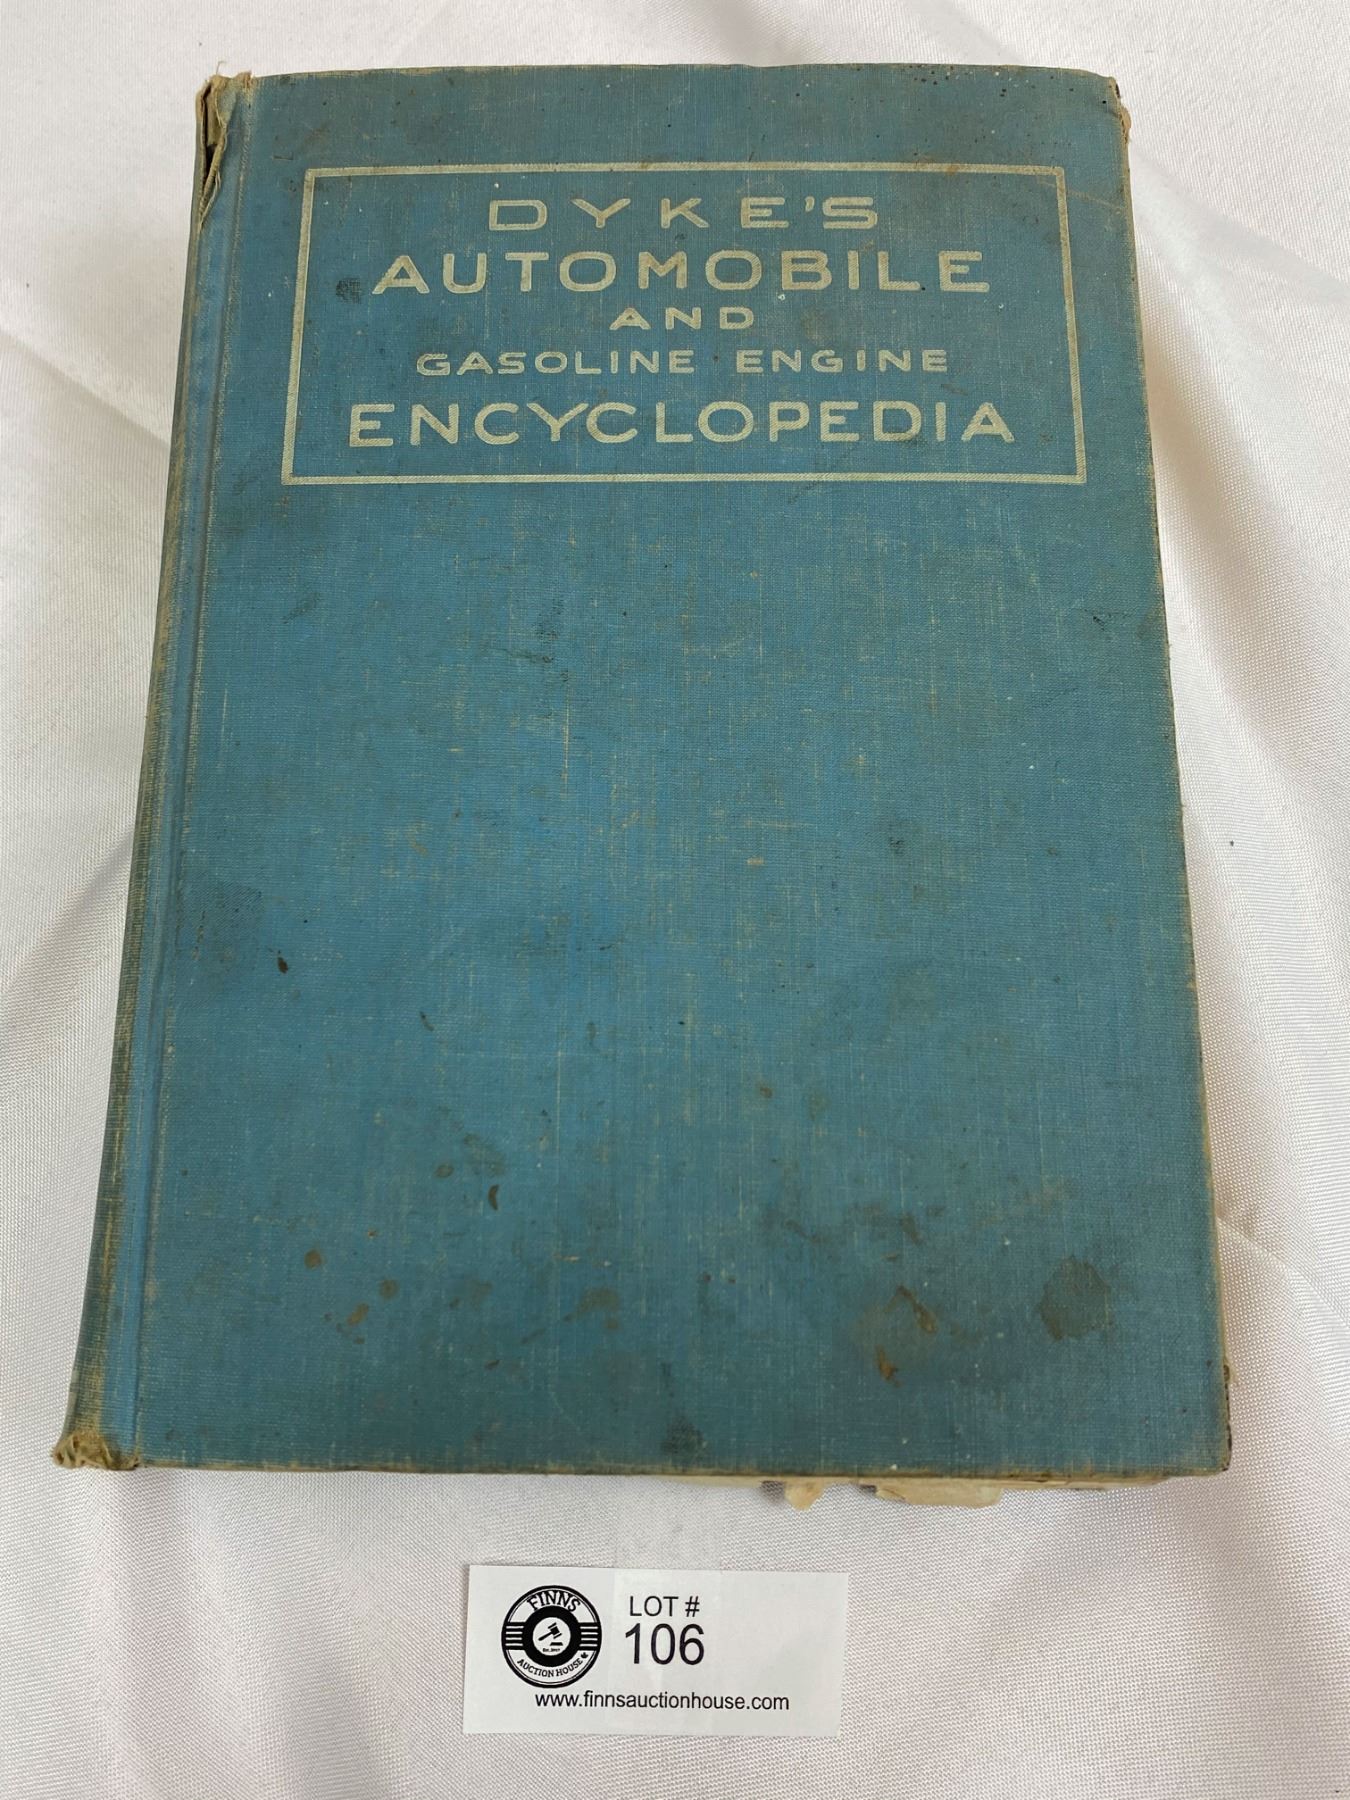 DYKE'S
AUTOMOBILE
AND
GASOLINE ENGINE
ENCYCLOPEDIA
FINNS
AUCTION HOUSE
LOT #
106
www.finnsauctionhouse.com